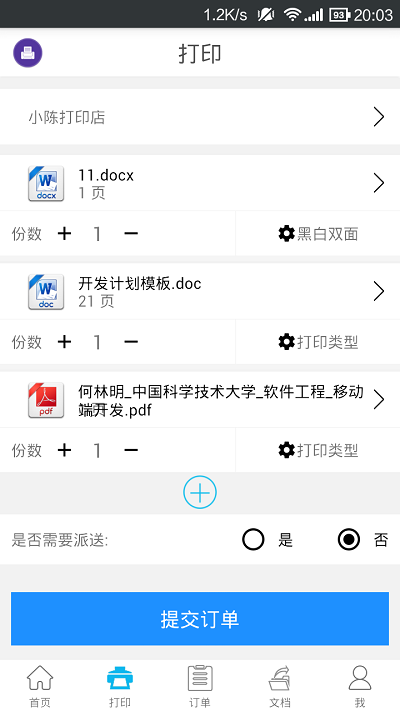 1.2K/s 93 20:03
打印
小陈打印店
11.docx
docx
1 页
份数 1 黑白双面
开发计划模板.doc
doc
21 页
份数 1 打印类型
何林明_中国科学技术大学_软件工程_移动
端开发.pdf
pdf
份数 1 打印类型
是否需要派送: 是 否
提交订单
首页 打印 订单 文档 我